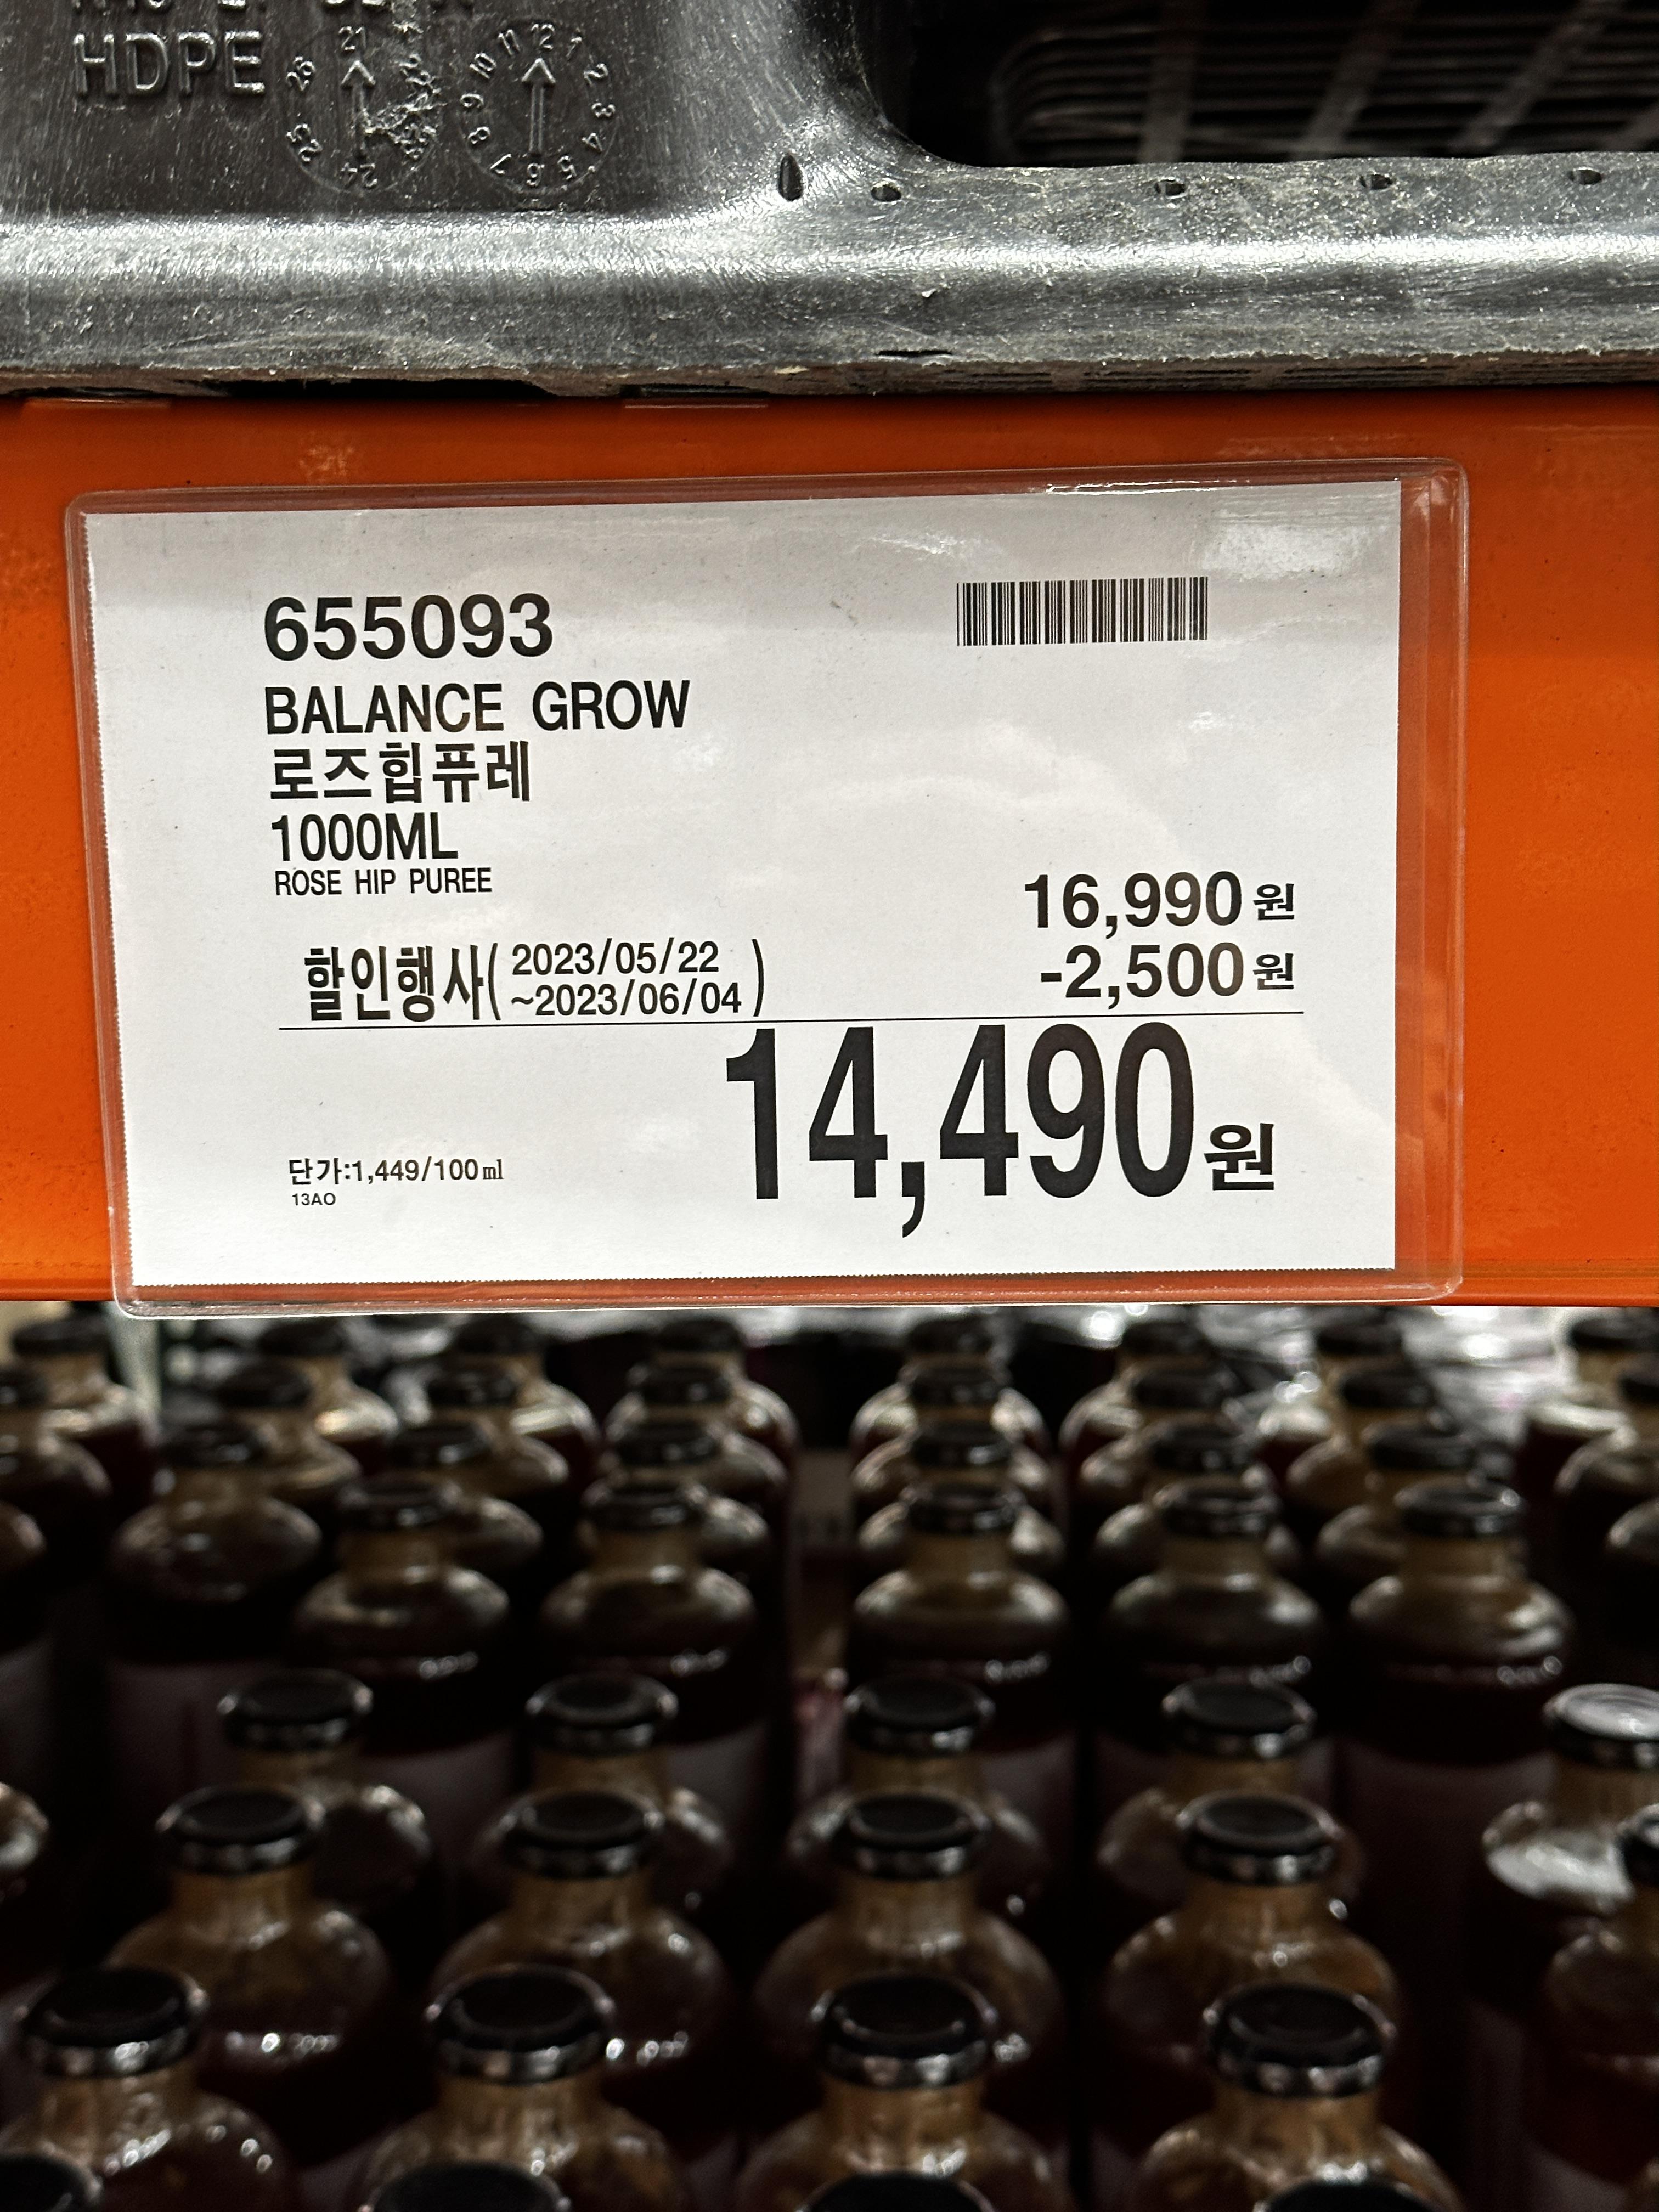 HDPE
655093
BALANCE GROW
로즈힙퓨레
1000ML
ROSE HIP PUREE
16,990원
할인행사(2023/05/22
~2023/06/04)
-2,500원
14,490원
단가:1,449/100㎖
13AO